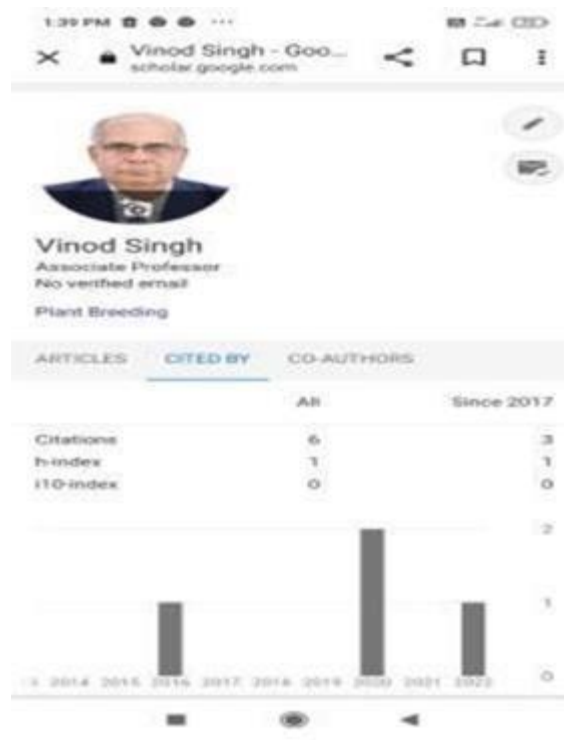 1:39 PM
Vinod Singh - Goo...
scholar.google.com
Vinod Singh
Associate Professor
No verified email
Plant Breeding
ARTICLES CITED BY CO-AUTHORS
All Since 2017
Citations 6 3
h-index 1 1
i10-index 0 0
2
1
0
2014 2015 2016 2017 2018 2019 2020 2021 2022